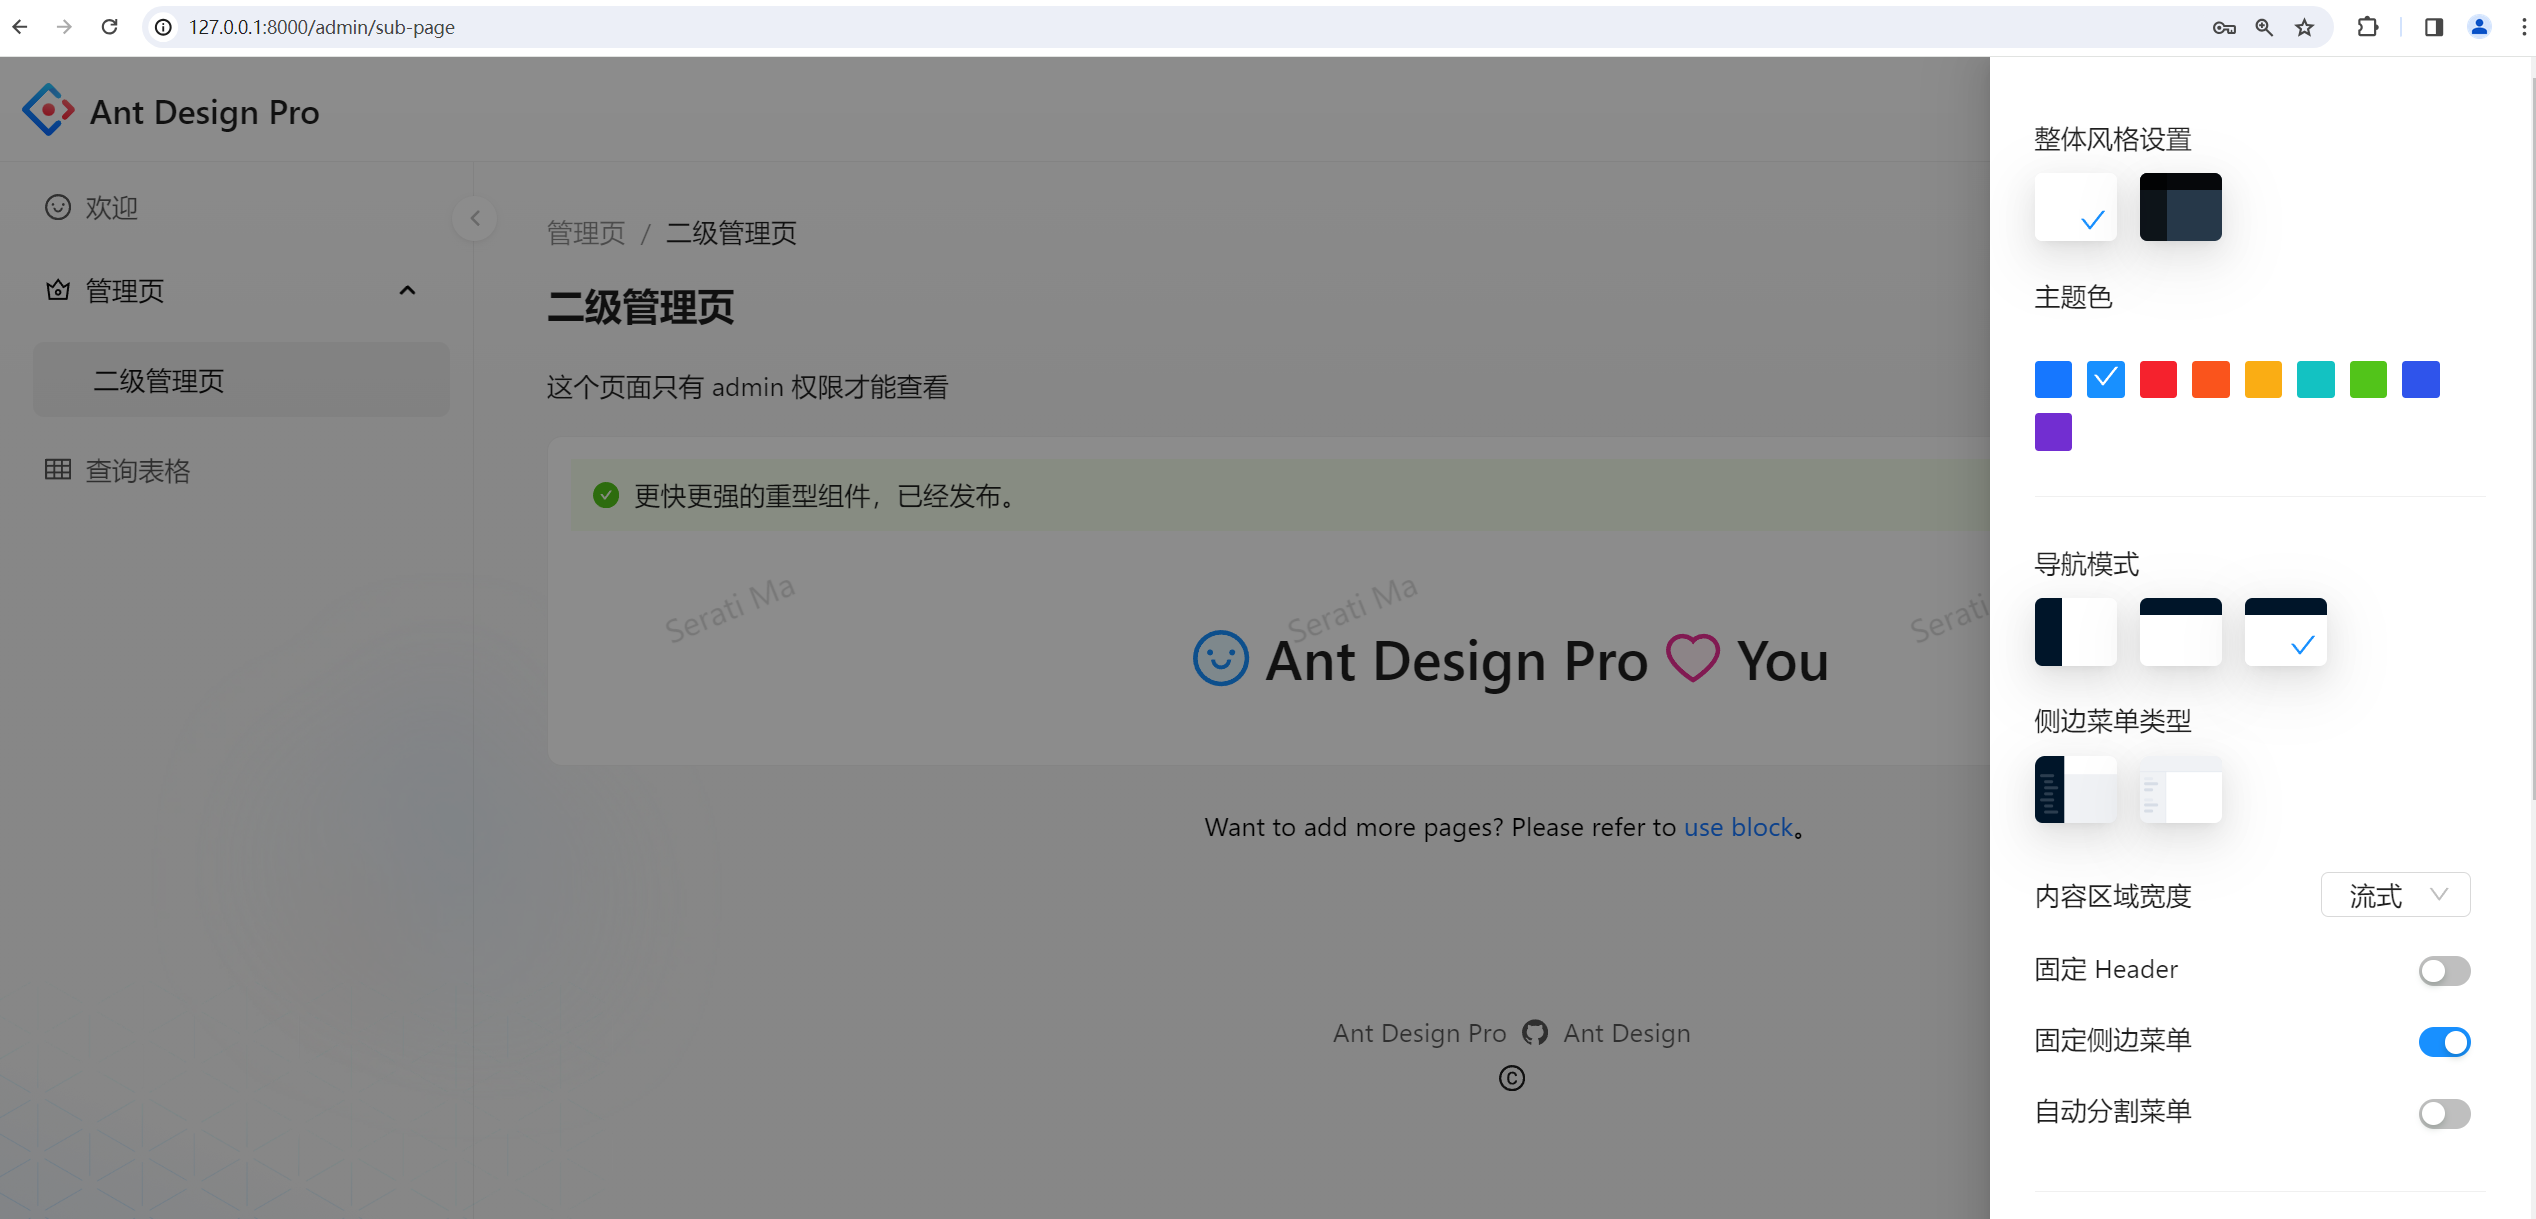 127.0.0.1:8000/admin/sub-page
Ant Design Pro
欢迎
管理页
二级管理页
查询表格
管理页 / 二级管理页
二级管理页
这个页面只有 admin 权限才能查看
更快更强的重型组件，已经发布。
Serati Ma
Serati Ma
Serati
Ant Design Pro You
Want to add more pages? Please refer to use block。
Ant Design Pro Ant Design
©
整体风格设置
主题色
导航模式
侧边菜单类型
内容区域宽度 流式
固定 Header
固定侧边菜单
自动分割菜单